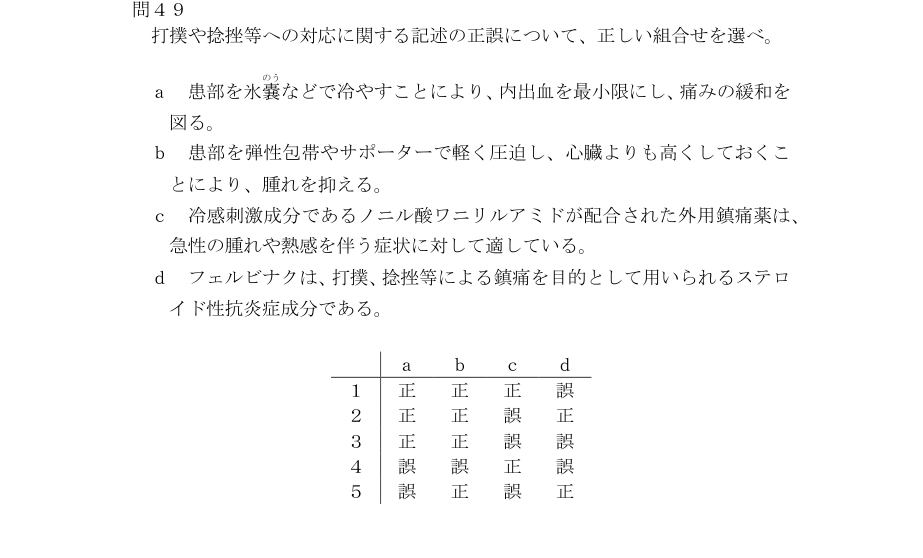 問４９
打撲や捻挫等への対応に関する記述の正誤について、正しい組合せを選べ。
のう
ａ　患部を氷嚢などで冷やすことにより、内出血を最小限にし、痛みの緩和を
図る。
ｂ　患部を弾性包帯やサポーターで軽く圧迫し、心臓よりも高くしておくこ
とにより、腫れを抑える。
ｃ　冷感刺激成分であるノニル酸ワニリルアミドが配合された外用鎮痛薬は、
急性の腫れや熱感を伴う症状に対して適している。
ｄ　フェルビナクは、打撲、捻挫等による鎮痛を目的として用いられるステロ
イド性抗炎症成分である。
ａ　ｂ　ｃ　ｄ
１　正　正　正　誤
２　正　正　誤　正
３　正　正　誤　誤
４　誤　誤　正　誤
５　誤　正　誤　正